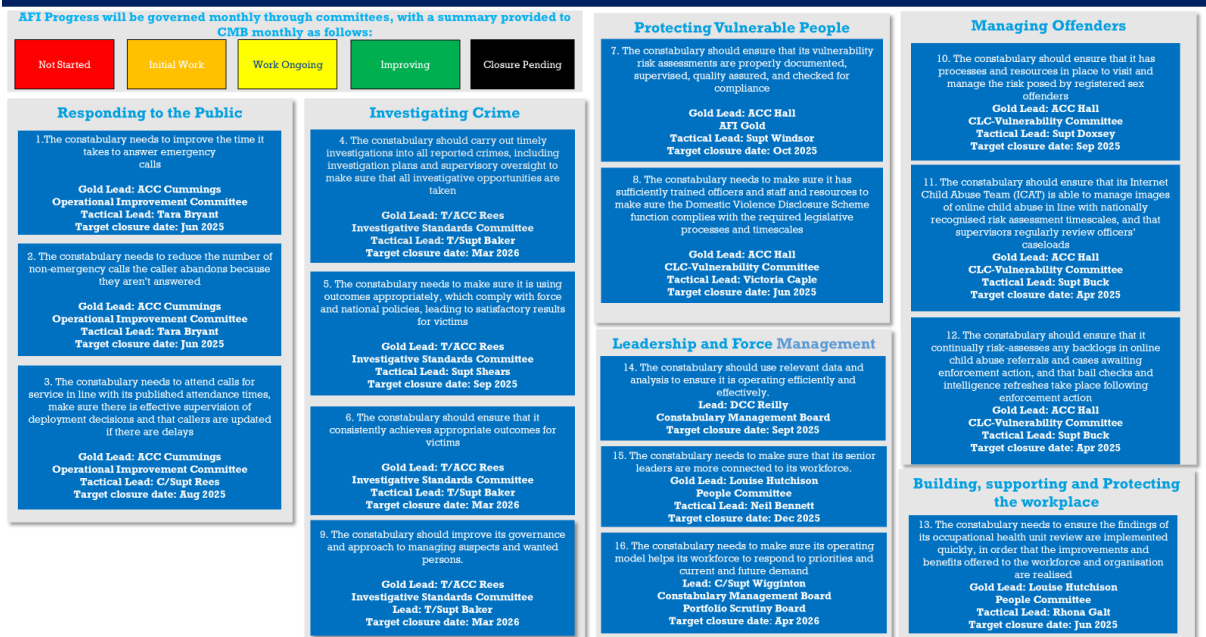 AFI Progress will be governed monthly through committees, with a summary provided to
CMB monthly as follows:
Not Started
Initial Work
Work Ongoing
Improving
Closure Pending
Responding to the Public
1.The constabulary needs to improve the time it
takes to answer emergency
calls
Gold Lead: ACC Cummings
Operational Improvement Committee
Tactical Lead: Tara Bryant
Target closure date: Jun 2025
2. The constabulary needs to reduce the number of
non-emergency calls the caller abandons because
they aren't answered
Gold Lead: ACC Cummings
Operational Improvement Committee
Tactical Lead: Tara Bryant
Target closure date: Jun 2025
3. The constabulary needs to attend calls for
service in line with its published attendance times,
make sure there is effective supervision of
deployment decisions and that callers are updated
if there are delays
Gold Lead: ACC Cummings
Operational Improvement Committee
Tactical Lead: C/Supt Rees
Target closure date: Aug 2025
Investigating Crime
4. The constabulary should carry out timely
investigations into all reported crimes, including
investigation plans and supervisory oversight to
make sure that all investigative opportunities are
taken
Gold Lead: T/ACC Rees
Investigative Standards Committee
Tactical Lead: T/Supt Baker
Target closure date: Mar 2026
5. The constabulary needs to make sure it is using
outcomes appropriately, which comply with force
and national policies, leading to satisfactory results
for victims
Gold Lead: T/ACC Rees
Investigative Standards Committee
Tactical Lead: Supt Shears
Target closure date: Sep 2025
6. The constabulary should ensure that it
consistently achieves appropriate outcomes for
victims
Gold Lead: T/ACC Rees
Investigative Standards Committee
Tactical Lead: T/Supt Baker
Target closure date: Mar 2026
9. The constabulary should improve its governance
and approach to managing suspects and wanted
persons.
Gold Lead: T/ACC Rees
Investigative Standards Committee
Lead: T/Supt Baker
Target closure date: Mar 2026
Protecting Vulnerable People
7. The constabulary should ensure that its vulnerability
risk assessments are properly documented,
supervised, quality assured, and checked for
compliance
Gold Lead: ACC Hall
AFI Gold
Tactical Lead: Supt Windsor
Target closure date: Oct 2025
8. The constabulary needs to make sure it has
sufficiently trained officers and staff and resources to
make sure the Domestic Violence Disclosure Scheme
function complies with the required legislative
processes and timescales
Gold Lead: ACC Hall
CLC-Vulnerability Committee
Tactical Lead: Victoria Caple
Target closure date: Jun 2025
Leadership and Force Management
14. The constabulary should use relevant data and
analysis to ensure it is operating efficiently and
effectively.
Lead: DCC Reilly
Constabulary Management Board
Target closure date: Sept 2025
15. The constabulary needs to make sure that its senior
leaders are more connected to its workforce.
Gold Lead: Louise Hutchison
People Committee
Tactical Lead: Neil Bennett
Target closure date: Dec 2025
16. The constabulary needs to make sure its operating
model helps its workforce to respond to priorities and
current and future demand
Lead: C/Supt Wigginton
Constabulary Management Board
Portfolio Scrutiny Board
Target closure date: Apr 2026
Managing Offenders
10. The constabulary should ensure that it has
processes and resources in place to visit and
manage the risk posed by registered sex
offenders
Gold Lead: ACC Hall
CLC-Vulnerability Committee
Tactical Lead: Supt Doxsey
Target closure date: Sep 2025
11. The constabulary should ensure that its Internet
Child Abuse Team (ICAT) is able to manage images
of online child abuse in line with nationally
recognised risk assessment timescales, and that
supervisors regularly review officers'
caseloads
Gold Lead: ACC Hall
CLC-Vulnerability Committee
Tactical Lead: Supt Buck
Target closure date: Apr 2025
12. The constabulary should ensure that it
continually risk-assesses any backlogs in online
child abuse referrals and cases awaiting
enforcement action, and that bail checks and
intelligence refreshes take place following
enforcement action
Gold Lead: ACC Hall
CLC-Vulnerability Committee
Tactical Lead: Supt Buck
Target closure date: Apr 2025
Building, supporting and Protecting
the workplace
13. The constabulary needs to ensure the findings of
its occupational health unit review are implemented
quickly, in order that the improvements and
benefits offered to the workforce and organisation
are realised
Gold Lead: Louise Hutchison
People Committee
Tactical Lead: Rhona Galt
Target closure date: Jun 2025